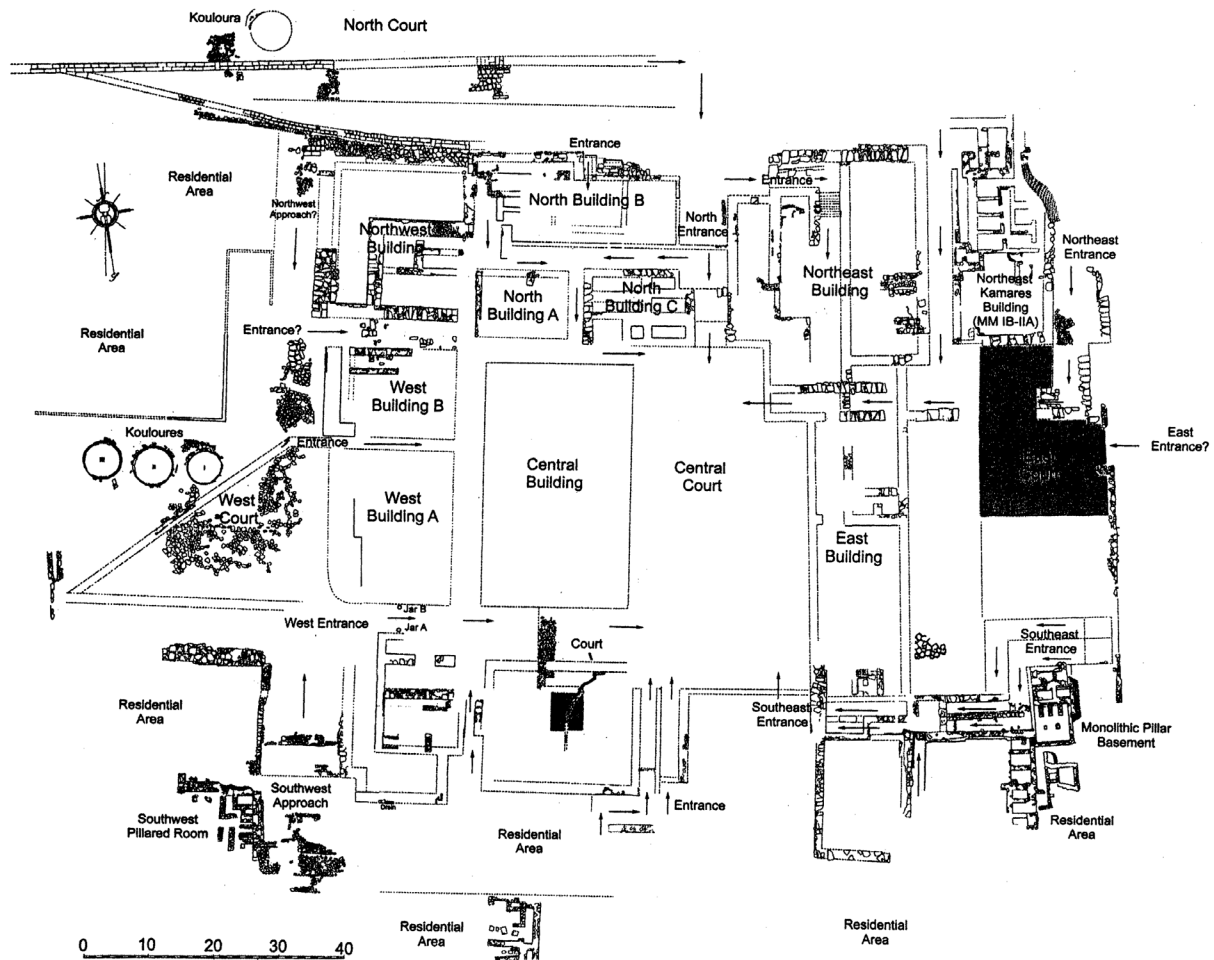 Kouloura
North Court
Entrance
Residential
Area
Northwest
Approach?
North Building B
Entrance
Northwest
Building
North
Entrance
Northeast
Entrance
Northeast
Building
Northeast
Kamares
Building
(MM IB-IIA)
North
Building A
North
Building C
Residential
Area
Entrance?
West
Building B
Kouloures
Entrance
East
Entrance?
West
Court
West
Building A
Central
Building
Central
Court
East
Building
Jar B
West Entrance
Jar A
Court
Southeast
Entrance
Residential
Area
Southeast
Entrance
Monolithic Pillar
Basement
Southwest
Approach
Drain
Entrance
Southwest
Pillared Room
Residential
Area
Residential
Area
Residential
Area
Residential
Area
0 10 20 30 40